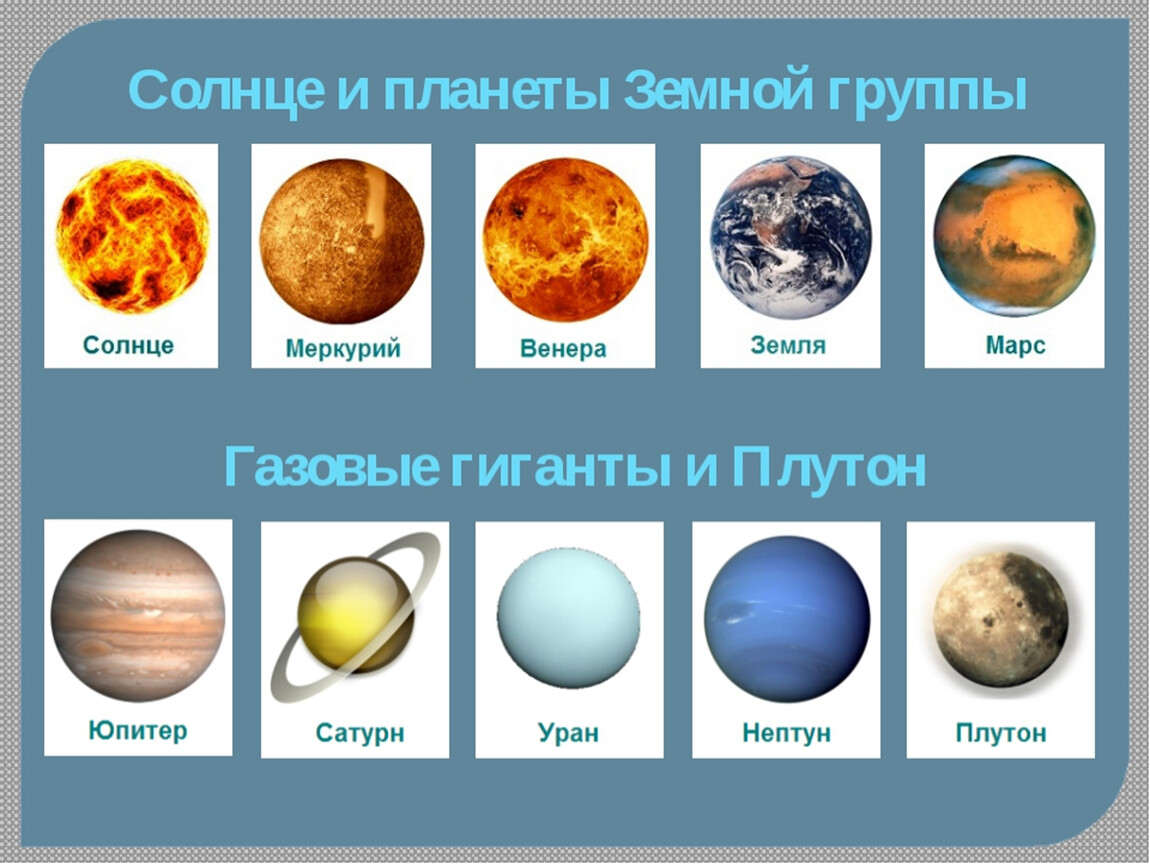 Солнце и планеты Земной группы
Солнце
Меркурий
Венера
Земля
Марс
Газовые гиганты и Плутон
Юпитер
Сатурн
Уран
Нептун
Плутон